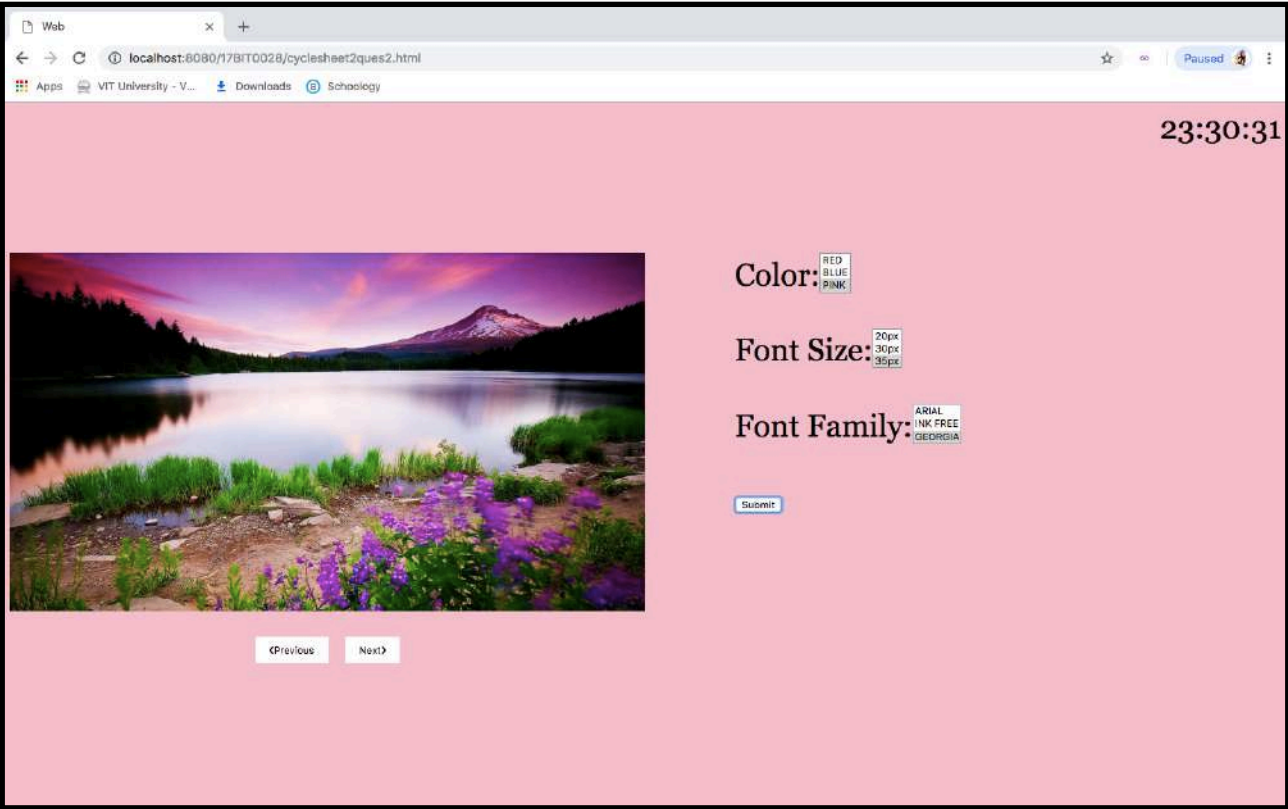 Web
localhost:8080/17BIT0028/cyclesheet2ques2.html
Paused
Apps VIT University - V... Downloads Schoology
23:30:31
Color: RED
BLUE
PINK
Font Size: 20px
30px
35px
Font Family: ARIAL
INK FREE
GEORGIA
Submit
❮Previous Next❯